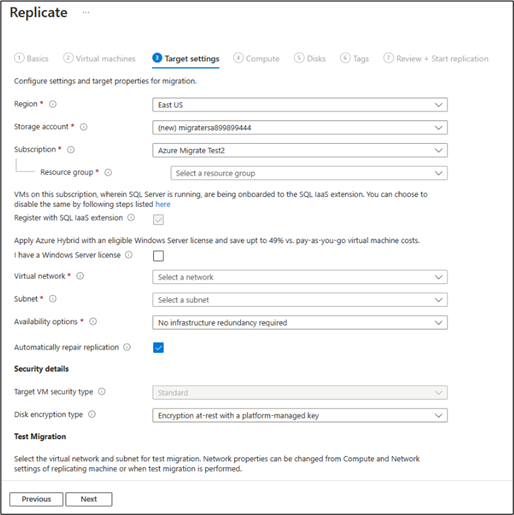 Replicate ...
1 Basics 2 Virtual machines 3 Target settings 4 Compute 5 Disks 6 Tags 7 Review + Start replication
Configure settings and target properties for migration.
Region * East US
Storage account * (new) migratersa899899444
Subscription * Azure Migrate Test2
Resource group * Select a resource group
VMs on this subscription, wherein SQL Server is running, are being onboarded to the SQL IaaS extension. You can choose to
disable the same by following steps listed here
Register with SQL IaaS extension
Apply Azure Hybrid with an eligible Windows Server license and save upt to 49% vs. pay-as-you-go virtual machine costs.
I have a Windows Server license
Virtual network * Select a network
Subnet * Select a subnet
Availability options * No infrastructure redundancy required
Automatically repair replication
Security details
Target VM security type Standard
Disk encryption type Encryption at-rest with a platform-managed key
Test Migration
Select the virtual network and subnet for test migration. Network properties can be changed from Compute and Network
settings of replicating machine or when test migration is performed.
Previous Next